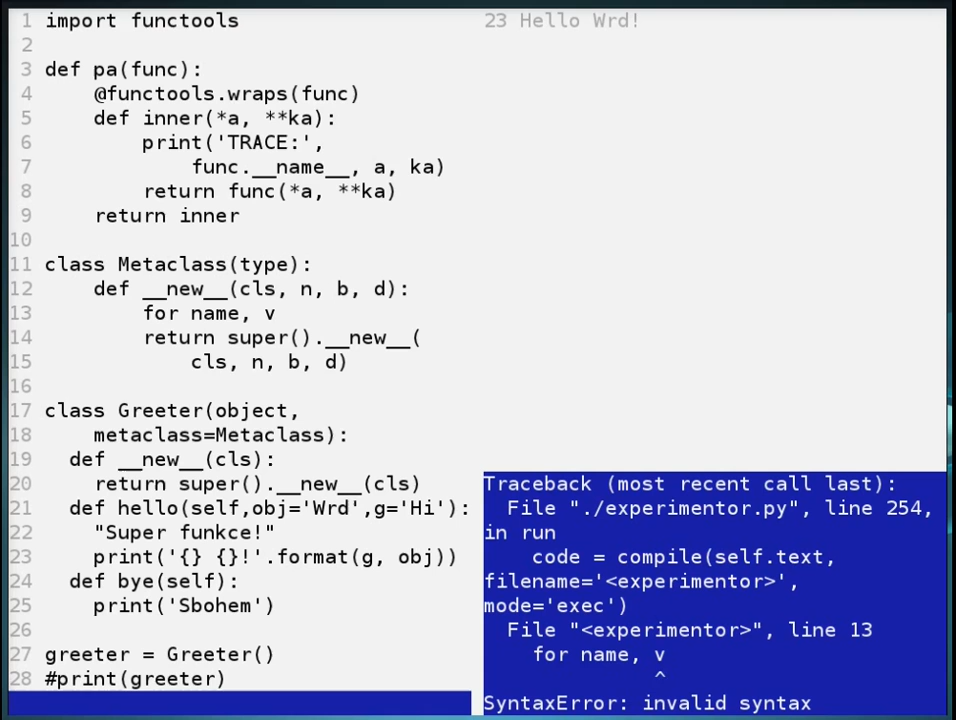 1 import functools
2
3 def pa(func):
4     @functools.wraps(func)
5     def inner(*a, **ka):
6         print('TRACE:',
7             func.__name__, a, ka)
8         return func(*a, **ka)
9     return inner
10
11 class Metaclass(type):
12     def __new__(cls, n, b, d):
13         for name, v
14         return super().__new__(
15             cls, n, b, d)
16
17 class Greeter(object,
18     metaclass=Metaclass):
19   def __new__(cls):
20     return super().__new__(cls)
21   def hello(self,obj='Wrd',g='Hi'):
22     "Super funkce!"
23     print('{} {}!'.format(g, obj))
24   def bye(self):
25     print('Sbohem')
26
27 greeter = Greeter()
28 #print(greeter)
23 Hello Wrd!
Traceback (most recent call last):
  File "./experimentor.py", line 254,
in run
    code = compile(self.text,
filename='<experimentor>',
mode='exec')
  File "<experimentor>", line 13
    for name, v
              ^
SyntaxError: invalid syntax